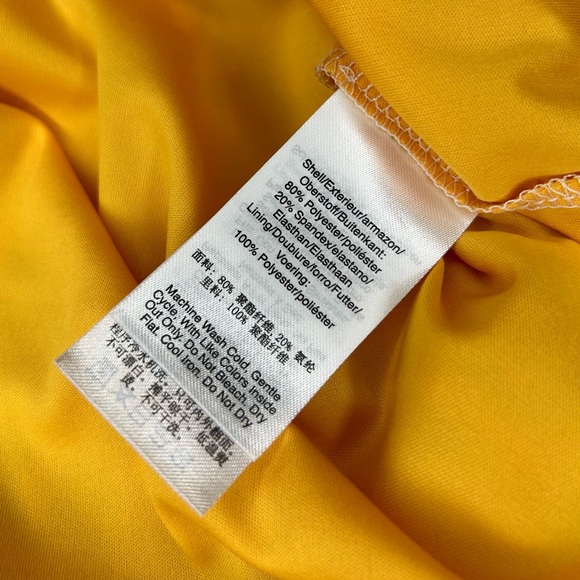 Shell/Exterieur/armazon/
Oberstoff/Buitenkant:
80% Polyester/poliéster
20% Spandex/elastano/
Elasthan/Elasthaan
Lining/Doublure/forro/Futter/
Voering:
100% Polyester/poliéster
面料: 80% 聚酯纤维 20% 氨纶
里料: 100% 聚酯纤维
Machine Wash Cold, Gentle
Cycle, With Like Colors Inside
Out Only. Do Not Bleach, Dry
Flat. Cool Iron, Do Not Dry